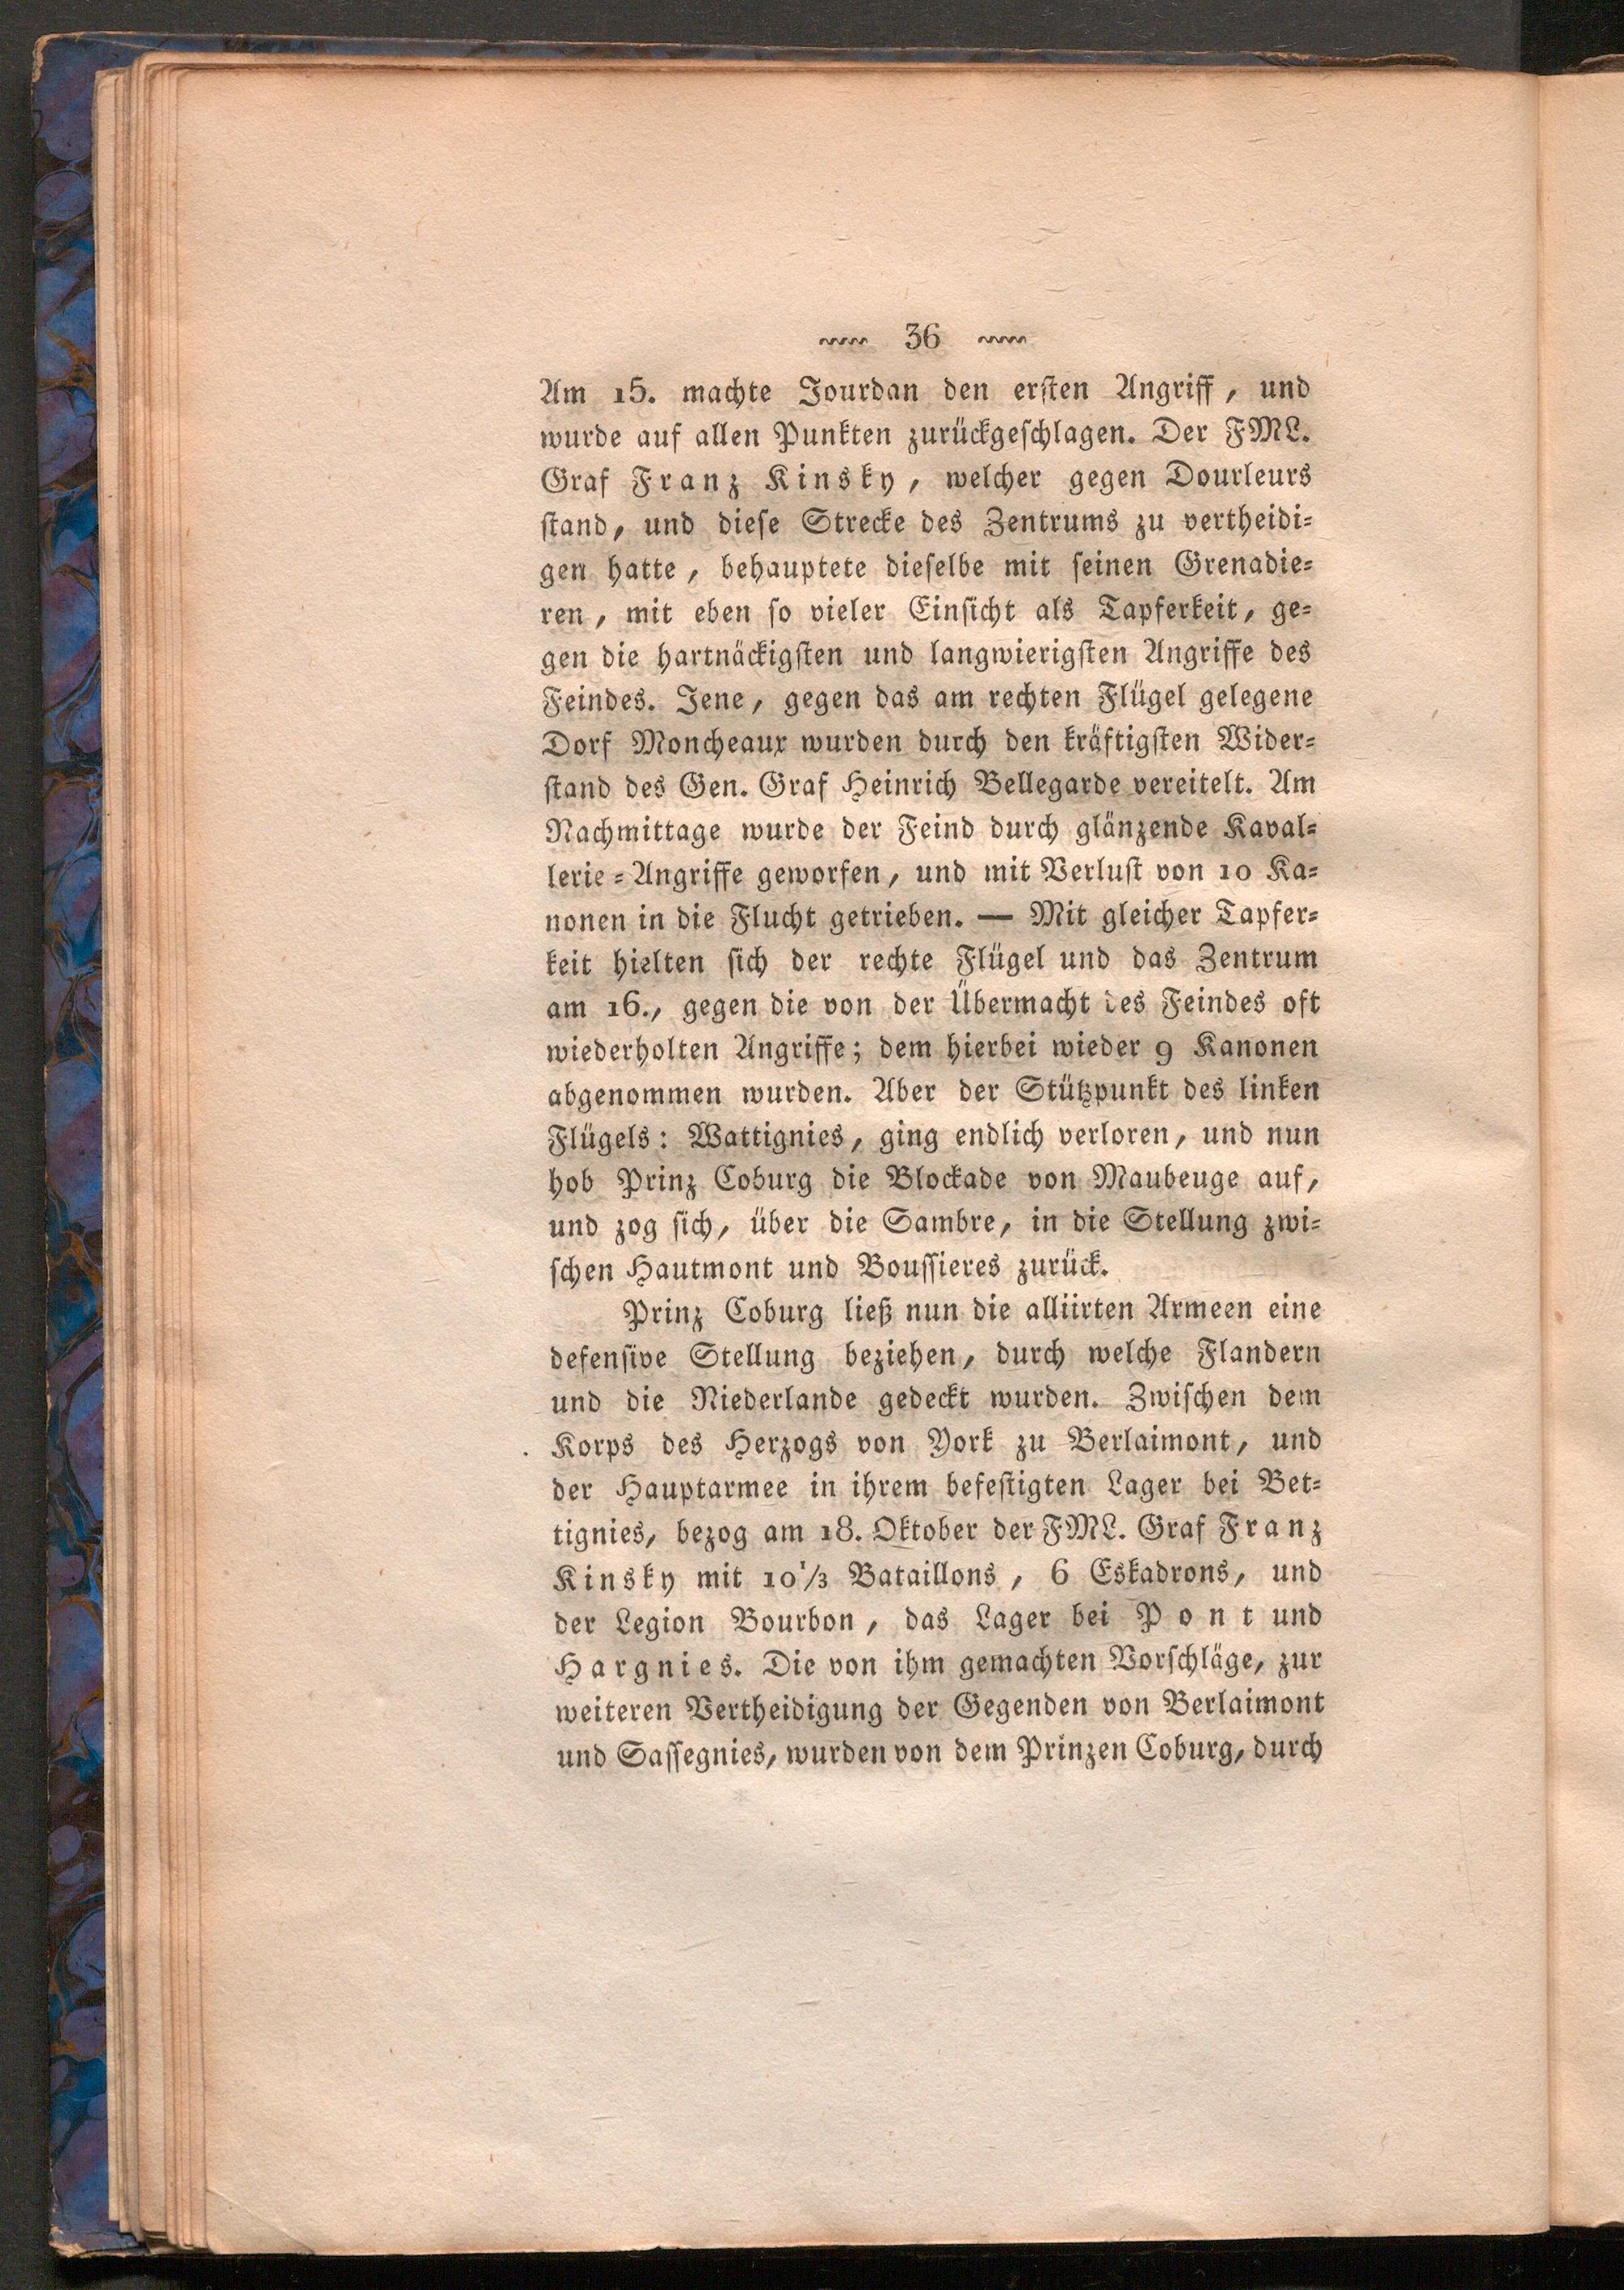 36
Am 15. machte Jourdan den ersten Angriff, und
wurde auf allen Punkten zurückgeschlagen. Der FML.
Graf Franz Kinsky, welcher gegen Dourleurs
stand, und diese Strecke des Zentrums zu vertheidi-
gen hatte, behauptete dieselbe mit seinen Grenadie-
ren, mit eben so vieler Einsicht als Tapferkeit, ge-
gen die hartnäckigsten und langwierigsten Angriffe des
Feindes. Jene, gegen das am rechten Flügel gelegene
Dorf Moncheaux wurden durch den kräftigsten Wider-
stand des Gen. Graf Heinrich Bellegarde vereitelt. Am
Nachmittage wurde der Feind durch glänzende Kaval-
lerie-Angriffe geworfen, und mit Verlust von 10 Ka-
nonen in die Flucht getrieben. — Mit gleicher Tapfer-
keit hielten sich der rechte Flügel und das Zentrum
am 16., gegen die von der Übermacht des Feindes oft
wiederholten Angriffe; dem hierbei wieder 9 Kanonen
abgenommen wurden. Aber der Stützpunkt des linken
Flügels: Wattignies, ging endlich verloren, und nun
hob Prinz Coburg die Blockade von Maubeuge auf,
und zog sich, über die Sambre, in die Stellung zwi-
schen Hautmont und Boussieres zurück.
Prinz Coburg ließ nun die alliirten Armeen eine
defensive Stellung beziehen, durch welche Flandern
und die Niederlande gedeckt wurden. Zwischen dem
Korps des Herzogs von York zu Berlaimont, und
der Hauptarmee in ihrem befestigten Lager bei Bet-
tignies, bezog am 18. Oktober der FML. Graf Franz
Kinsky mit 10 1/3 Bataillons, 6 Eskadrons, und
der Legion Bourbon, das Lager bei Pont und
Hargnies. Die von ihm gemachten Vorschläge, zur
weiteren Vertheidigung der Gegenden von Berlaimont
und Sassegnies, wurden von dem Prinzen Coburg, durch